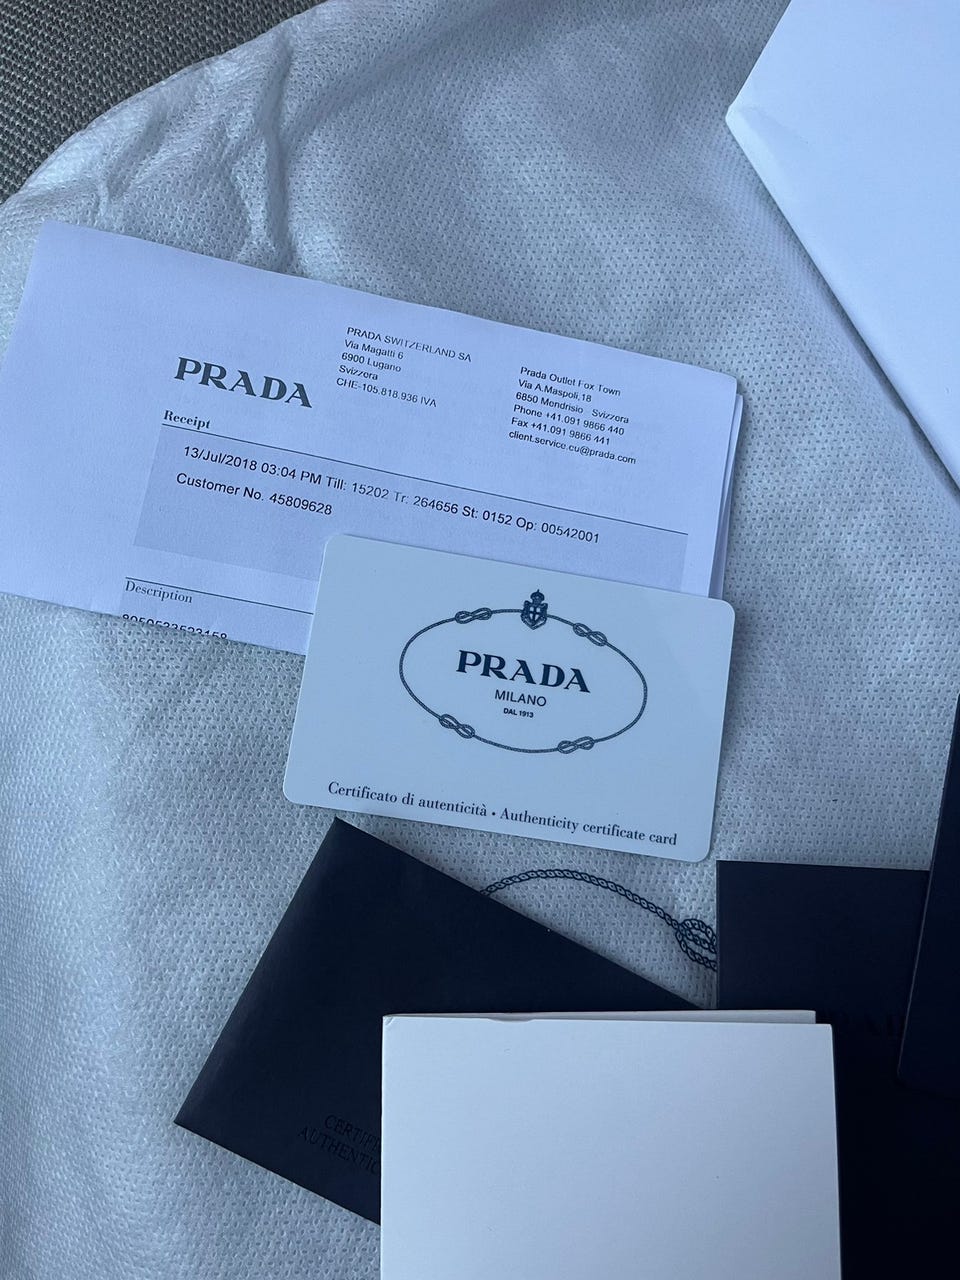 PRADA
PRADA SWITZERLAND SA
Via Magatti 6
6900 Lugano
Svizzera
CHE-105.818.936 IVA
Prada Outlet Fox Town
Via A.Maspoli,18
6850 Mendrisio Svizzera
Phone +41.091 9866 440
Fax +41.091 9866 441
client.service.eu@prada.com
Receipt
13/Jul/2018 03:04 PM Till: 15202 Tr: 264656 St: 0152 Op: 00542001
Customer No. 45809628
Description
8050533523158
PRADA
MILANO
DAL 1913
Certificato di autenticità • Authenticity certificate card